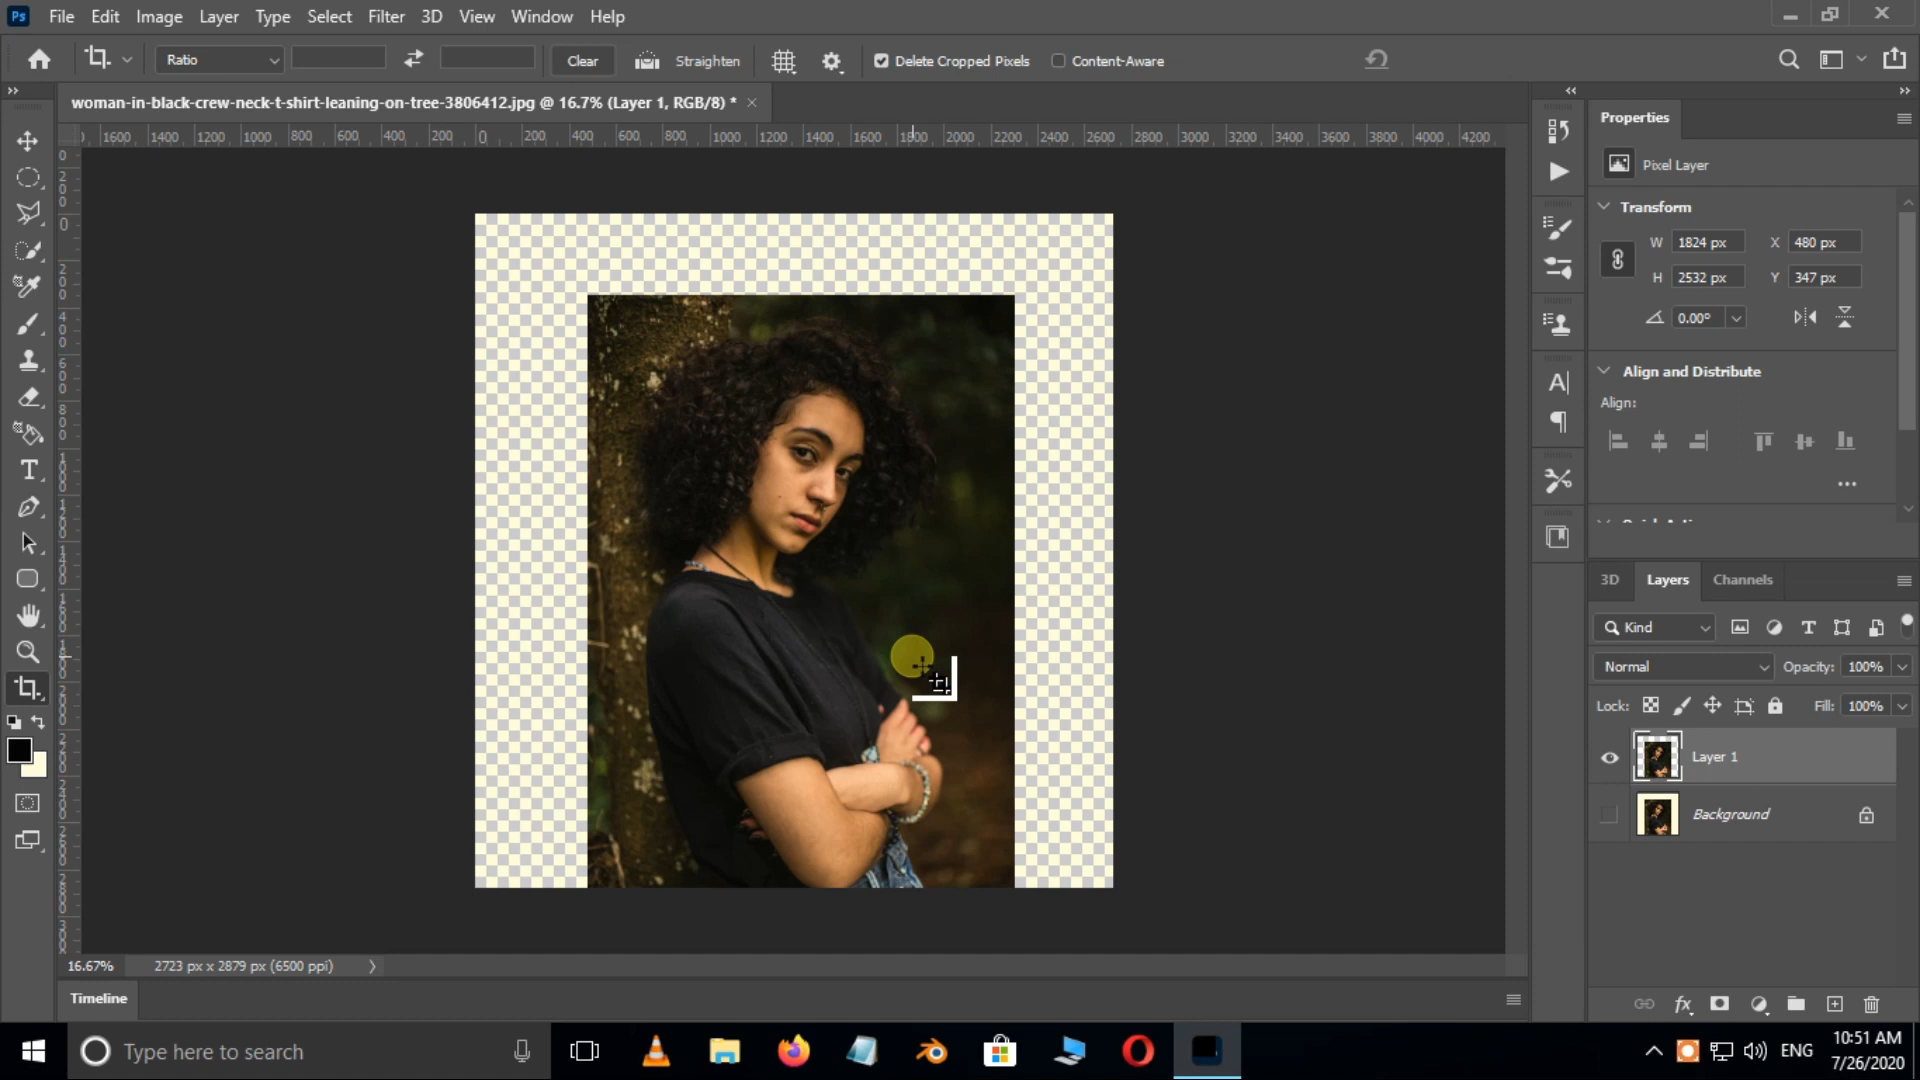 Ps File Edit Image Layer Type Select Filter 3D View Window Help
Ratio Clear Straighten Delete Cropped Pixels Content-Aware
woman-in-black-crew-neck-t-shirt-leaning-on-tree-3806412.jpg @ 16.7% (Layer 1, RGB/8) *
1600 1400 1200 1000 800 600 400 200 0 200 400 600 800 1000 1200 1400 1600 1800 2000 2200 2400 2600 2800 3000 3200 3400 3600 3800 4000 4200
Properties
Pixel Layer
Transform
W 1824 px X 480 px
H 2532 px Y 347 px
0.00°
Align and Distribute
Align:
3D Layers Channels
Kind
Normal Opacity: 100%
Lock: Fill: 100%
Layer 1
Background
16.67% 2723 px x 2879 px (6500 ppi)
Timeline
Type here to search
ENG
10:51 AM
7/26/2020